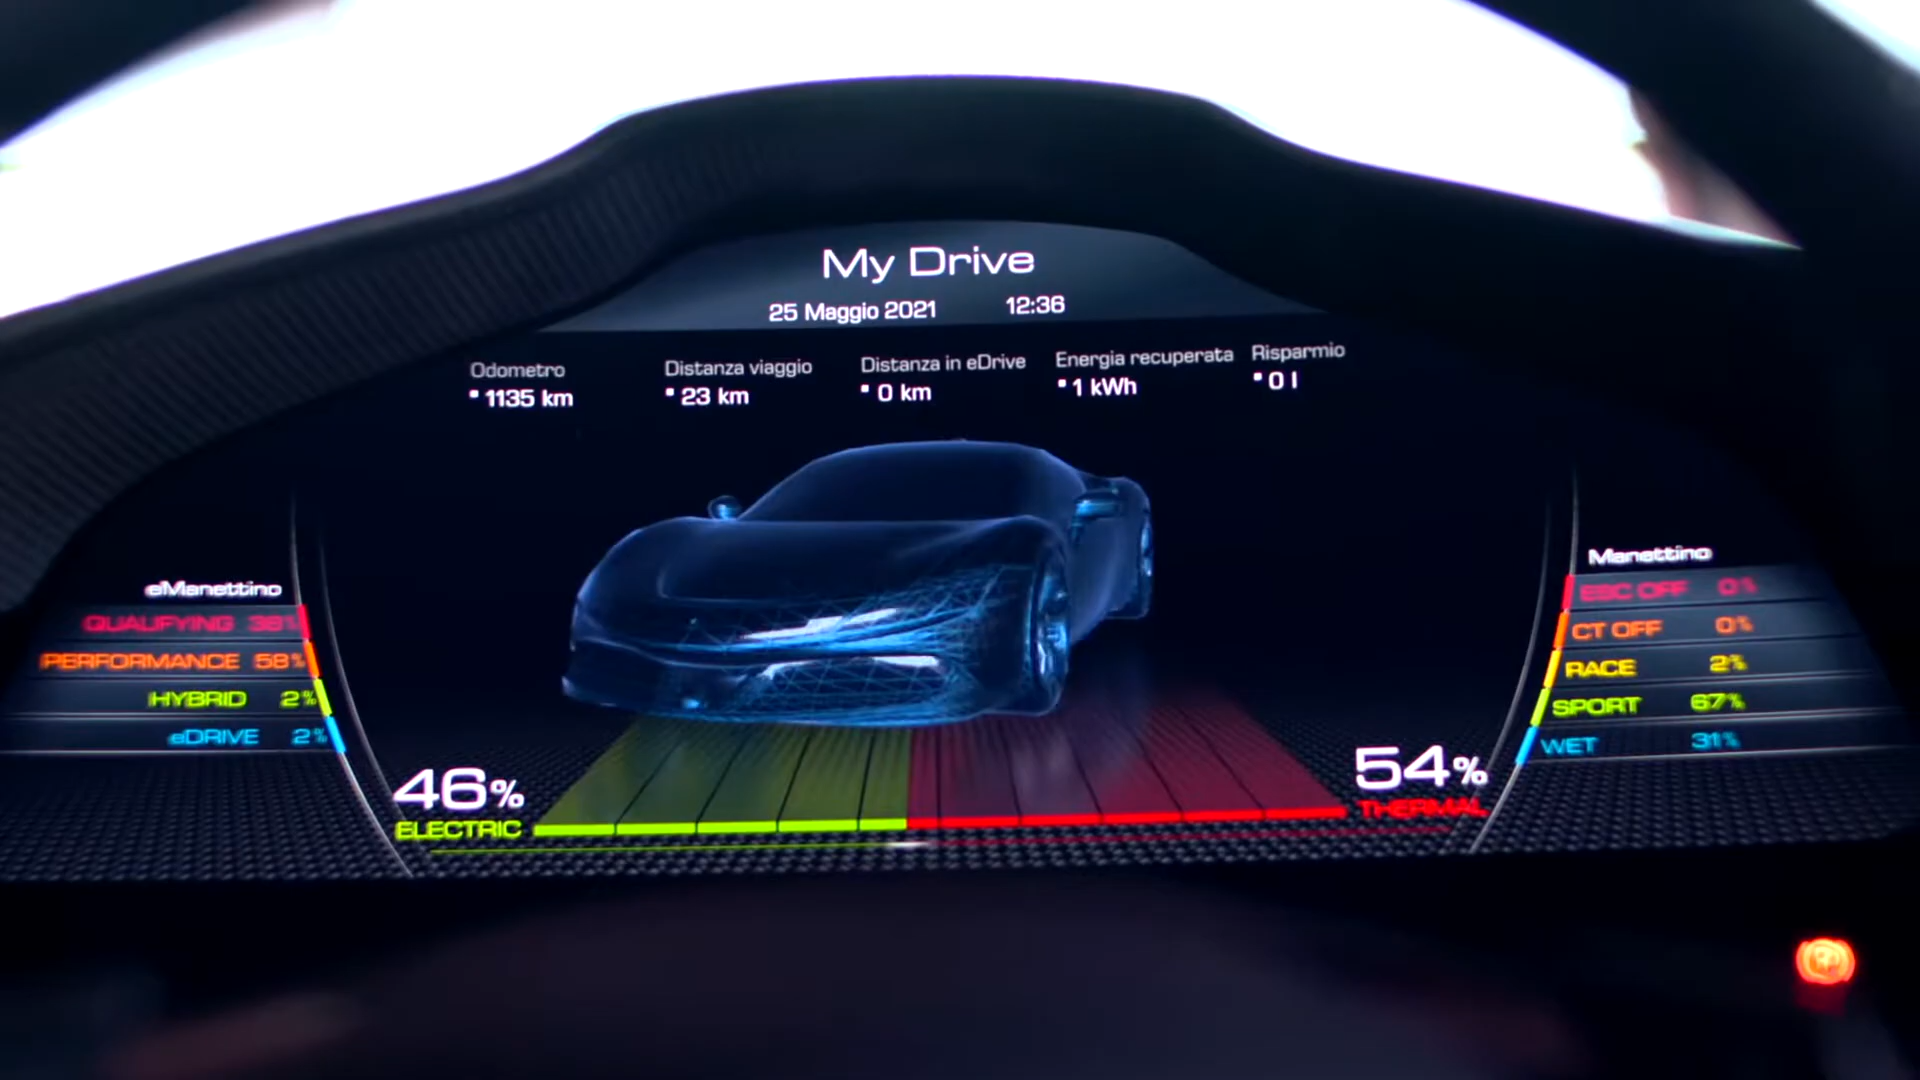 My Drive
25 Maggio 2021 12:36
Odometro
1135 km
Distanza viaggio
23 km
Distanza in eDrive
0 km
Energia recuperata
1 kWh
Risparmio
0 l
eManettino
QUALIFYING 38%
PERFORMANCE 58%
HYBRID 2%
eDRIVE 2%
Manettino
ESC OFF 0%
CT OFF 0%
RACE 2%
SPORT 67%
WET 31%
46%
ELECTRIC
54%
THERMAL